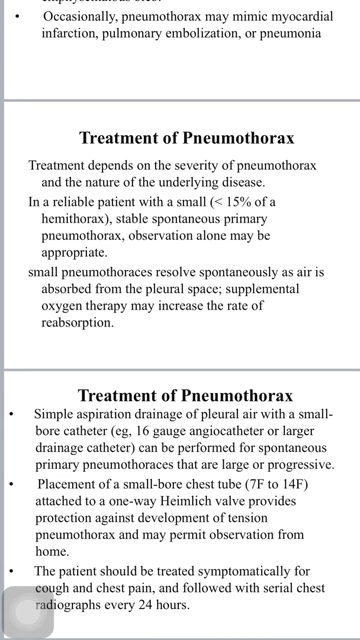 • Occasionally, pneumothorax may mimic myocardial
infarction, pulmonary embolization, or pneumonia
Treatment of Pneumothorax
Treatment depends on the severity of pneumothorax
and the nature of the underlying disease.
In a reliable patient with a small (< 15% of a
hemithorax), stable spontaneous primary
pneumothorax, observation alone may be
appropriate.
small pneumothoraces resolve spontaneously as air is
absorbed from the pleural space; supplemental
oxygen therapy may increase the rate of
reabsorption.
Treatment of Pneumothorax
• Simple aspiration drainage of pleural air with a small-
bore catheter (eg, 16 gauge angiocatheter or larger
drainage catheter) can be performed for spontaneous
primary pneumothoraces that are large or progressive.
• Placement of a small-bore chest tube (7F to 14F)
attached to a one-way Heimlich valve provides
protection against development of tension
pneumothorax and may permit observation from
home.
• The patient should be treated symptomatically for
cough and chest pain, and followed with serial chest
radiographs every 24 hours.